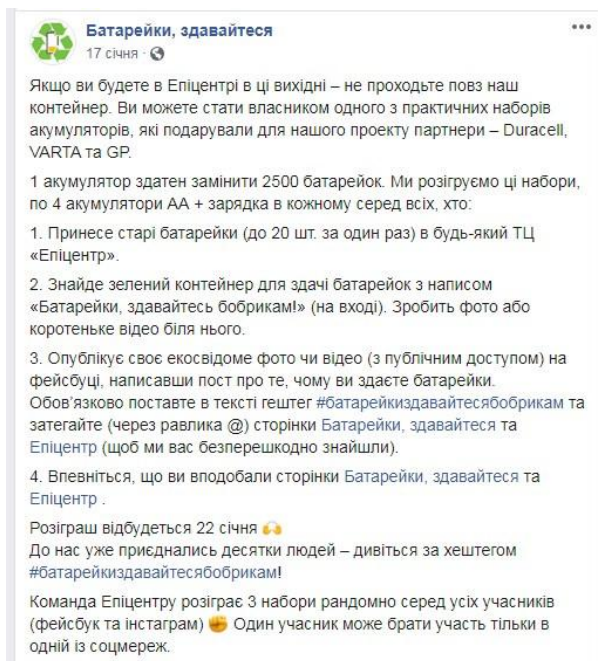 Батарейки, здавайтеся
17 січня ·
Якщо ви будете в Епіцентрі в ці вихідні – не проходьте повз наш
контейнер. Ви можете стати власником одного з практичних наборів
акумуляторів, які подарували для нашого проекту партнери – Duracell,
VARTA та GP.
1 акумулятор здатен замінити 2500 батарейок. Ми розігруємо ці набори,
по 4 акумулятори АА + зарядка в кожному серед всіх, хто:
1. Принесе старі батарейки (до 20 шт. за один раз) в будь-який ТЦ
«Епіцентр».
2. Знайде зелений контейнер для здачі батарейок з написом
«Батарейки, здавайтесь бобрикам!» (на вході). Зробить фото або
коротеньке відео біля нього.
3. Опублікує своє екосвідоме фото чи відео (з публічним доступом) на
фейсбуці, написавши пост про те, чому ви здаєте батарейки.
Обов’язково поставте в тексті гештег #батарейкиздавайтесябобрикам та
затегайте (через равлика @) сторінки Батарейки, здавайтеся та
Епіцентр (щоб ми вас безперешкодно знайшли).
4. Впевніться, що ви вподобали сторінки Батарейки, здавайтеся та
Епіцентр .
Розіграш відбудеться 22 січня 🙌
До нас уже приєднались десятки людей – дивіться за хештегом
#батарейкиздавайтесябобрикам!
Команда Епіцентру розіграє 3 набори рандомно серед усіх учасників
(фейсбук та інстаграм) ✊ Один учасник може брати участь тільки в
одній із соцмереж.